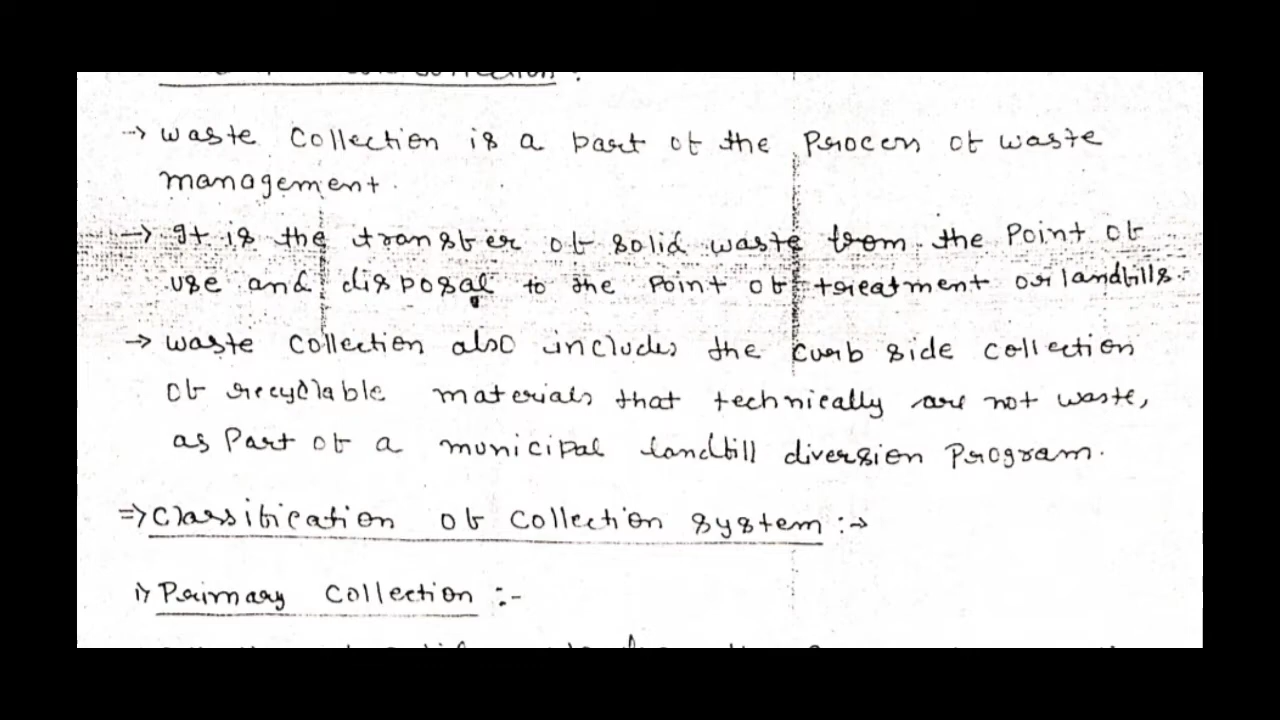 collection :
→ waste collection is a part of the process of waste
management.
→ It is the transfer of solid waste from the point of
use and disposal to the point of treatment or landfills.
→ waste collection also includes the curb side collection
of recyclable materials that technically are not waste,
as part of a municipal landfill diversion program.
⇒ Classification of collection system :→
i) Primary collection :-